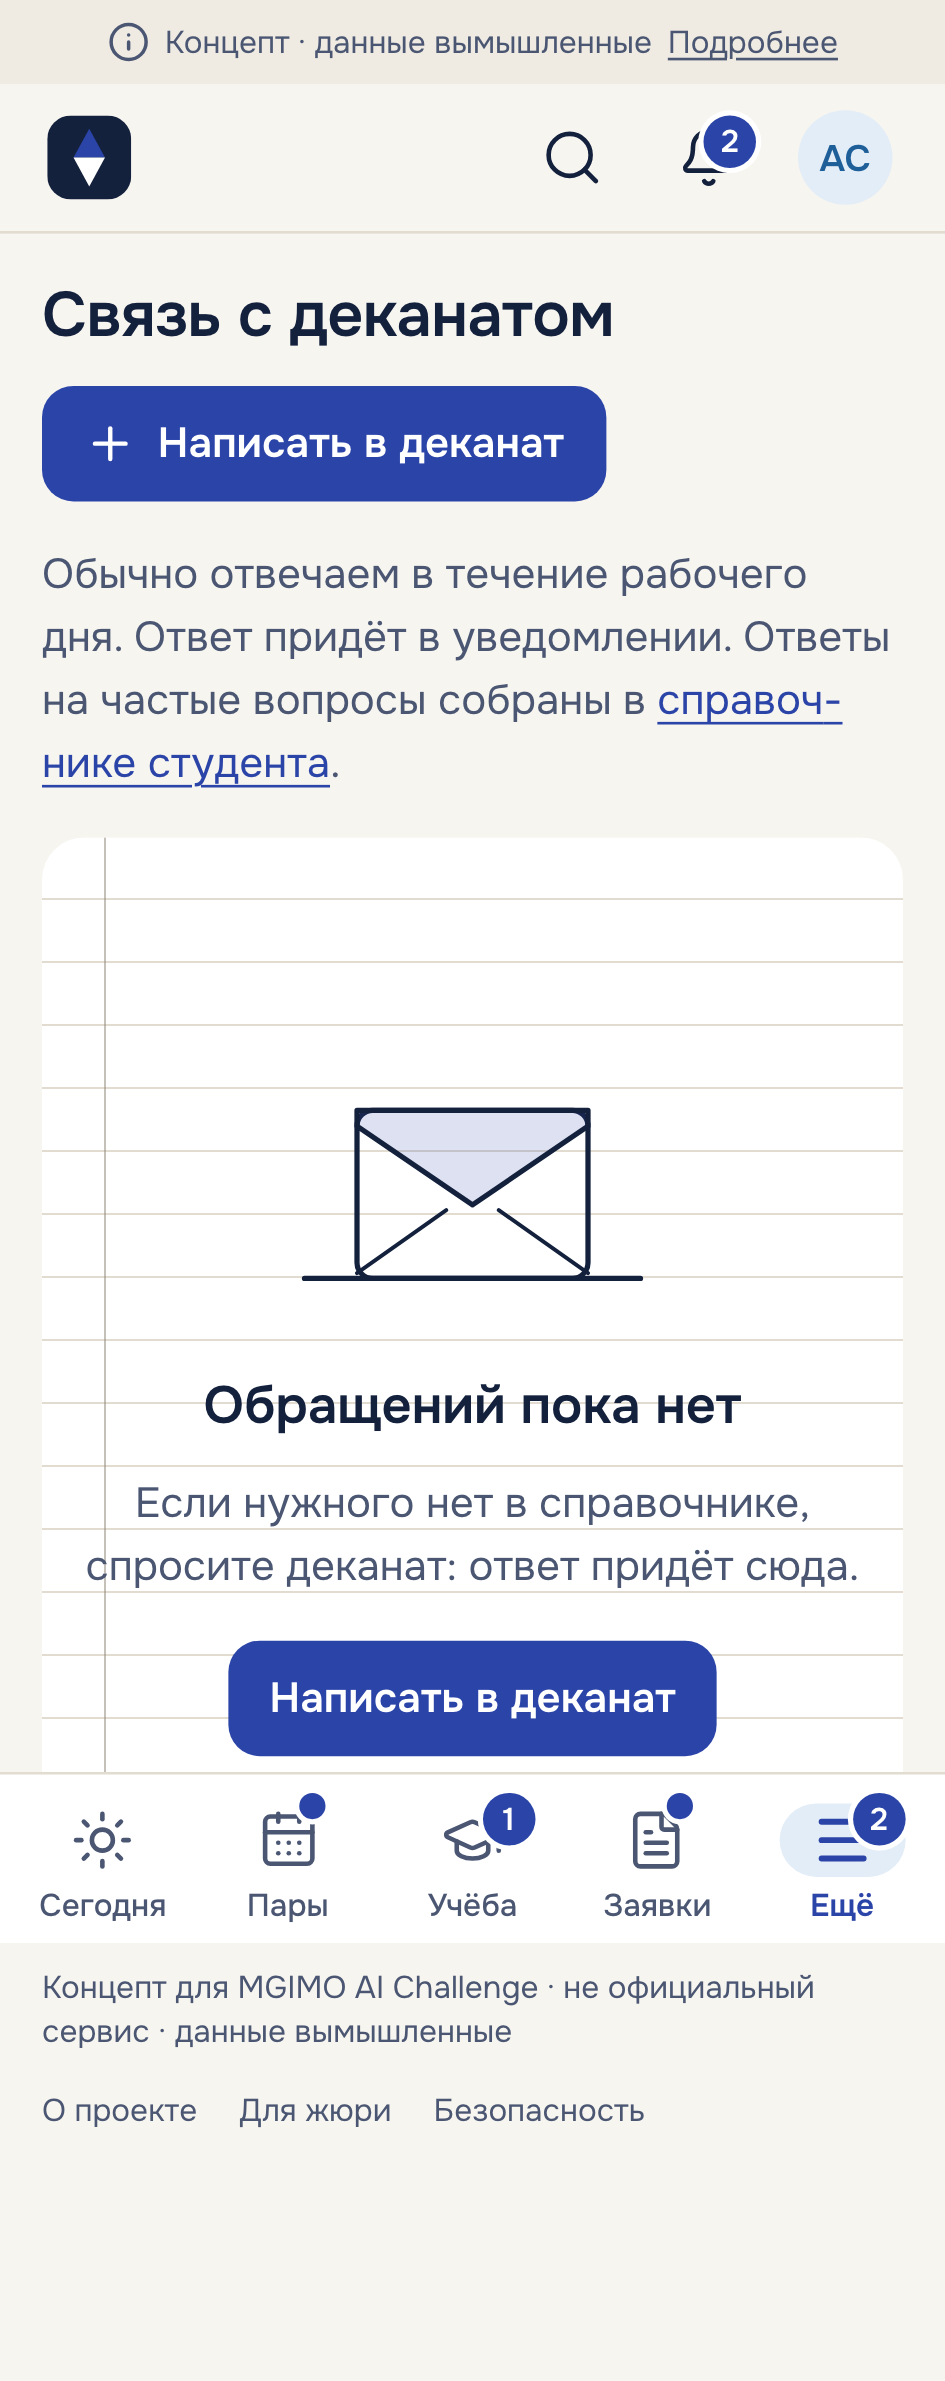 Концепт · данные вымышленные Подробнее
2
АС
Связь с деканатом
+ Написать в деканат
Обычно отвечаем в течение рабочего
дня. Ответ придёт в уведомлении. Ответы
на частые вопросы собраны в справоч-
нике студента.
Обращений пока нет
Если нужного нет в справочнике,
спросите деканат: ответ придёт сюда.
Написать в деканат
1
2
Сегодня Пары Учёба Заявки Ещё
Концепт для MGIMO AI Challenge · не официальный
сервис · данные вымышленные
О проекте Для жюри Безопасность